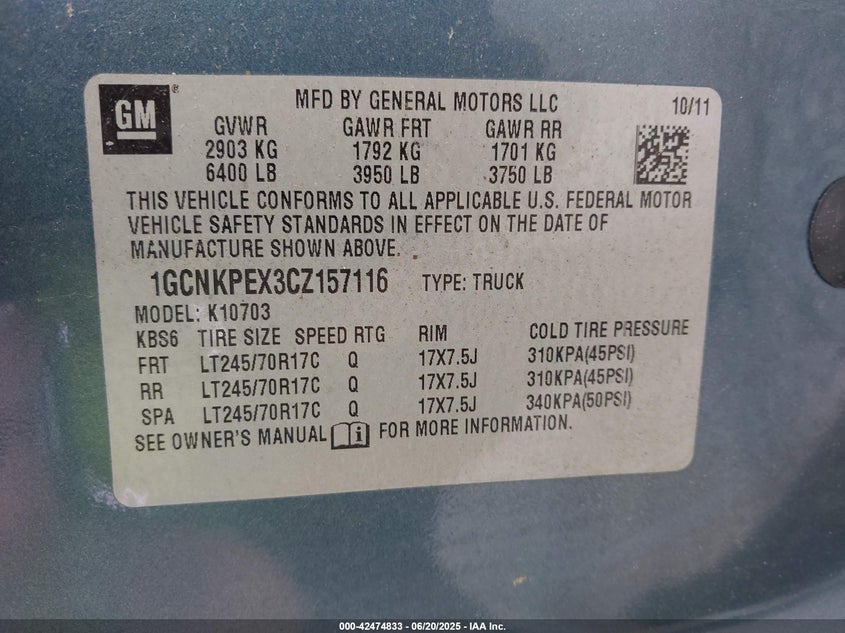 GM ®
MFD BY GENERAL MOTORS LLC 10/11
GVWR GAWR FRT GAWR RR
2903 KG 1792 KG 1701 KG
6400 LB 3950 LB 3750 LB
THIS VEHICLE CONFORMS TO ALL APPLICABLE U.S. FEDERAL MOTOR
VEHICLE SAFETY STANDARDS IN EFFECT ON THE DATE OF
MANUFACTURE SHOWN ABOVE.
1GCNKPEX3CZ157116 TYPE: TRUCK
MODEL: K10703
KBS6 TIRE SIZE SPEED RTG RIM COLD TIRE PRESSURE
FRT LT245/70R17C Q 17X7.5J 310KPA(45PSI)
RR LT245/70R17C Q 17X7.5J 310KPA(45PSI)
SPA LT245/70R17C Q 17X7.5J 340KPA(50PSI)
SEE OWNER'S MANUAL i FOR MORE INFORMATION.
000-42474833 - 06/20/2025 - IAA Inc.